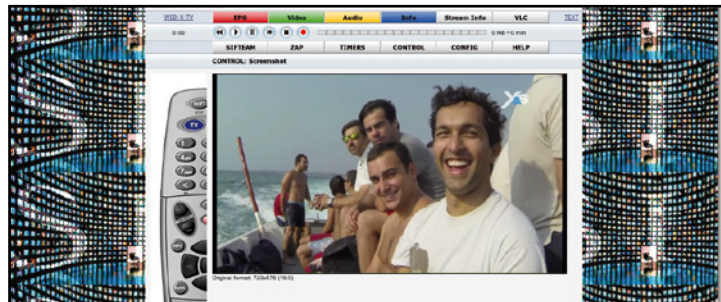 WEB-X-TV EPG Video Audio Info Stream Info VLC TEXT
0:00 0 MB ~ 0 min
SIFTEAM ZAP TIMERS CONTROL CONFIG HELP
CONTROL: Screenshot
TV
Original format: 720x576 (16:9)